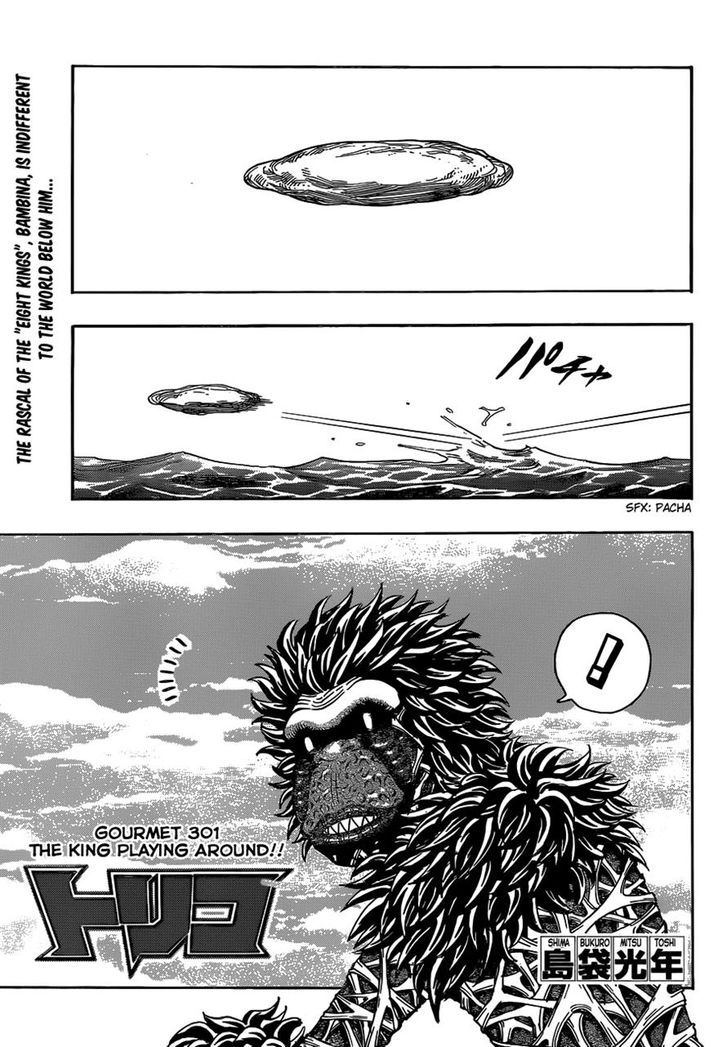 THE RASCAL OF THE "EIGHT KINGS", BAMBINA, IS INDIFFERENT
TO THE WORLD BELOW HIM...
パチャ
SFX: PACHA
!
GOURMET 301
THE KING PLAYING AROUND!!
トリコ
SHIMA BUKURO MITSU TOSHI
島袋光年